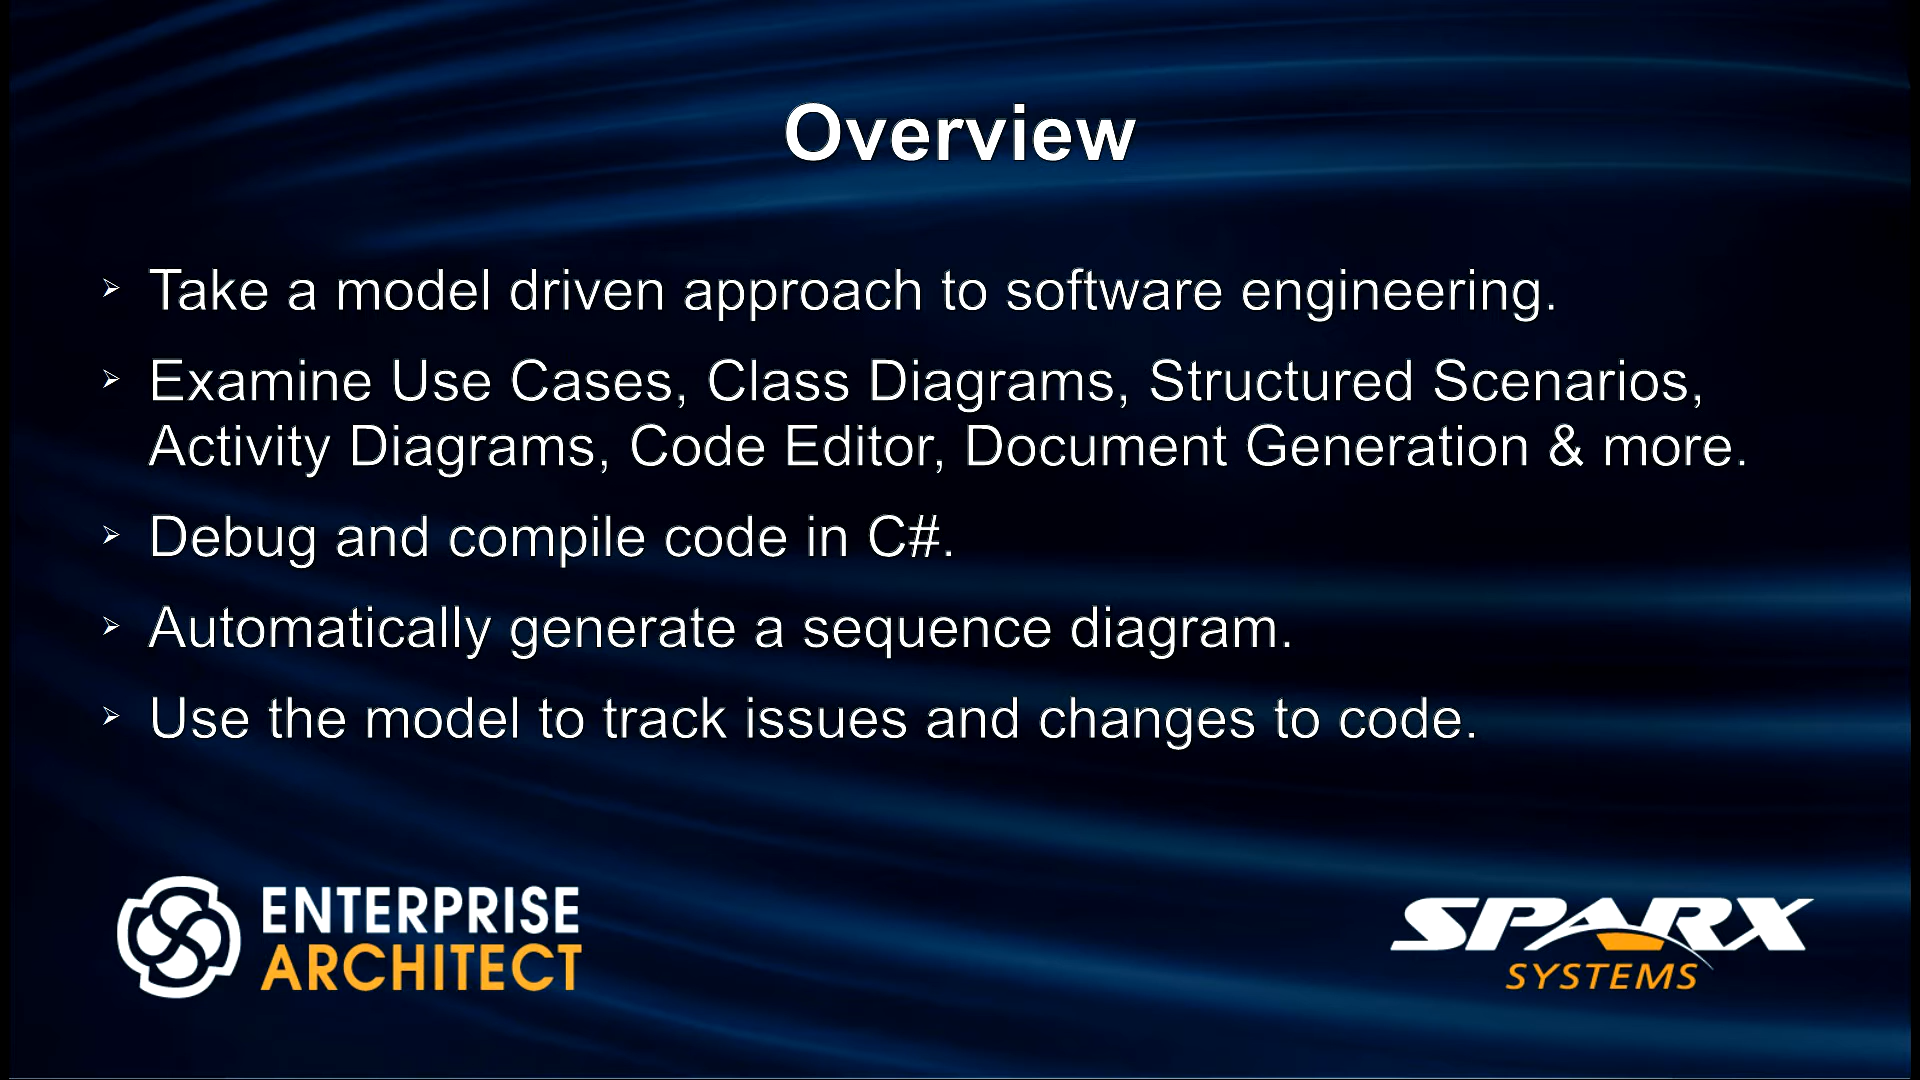 Overview
➢ Take a model driven approach to software engineering.
➢ Examine Use Cases, Class Diagrams, Structured Scenarios,
Activity Diagrams, Code Editor, Document Generation & more.
➢ Debug and compile code in C#.
➢ Automatically generate a sequence diagram.
➢ Use the model to track issues and changes to code.
ENTERPRISE
ARCHITECT
SPARX
SYSTEMS